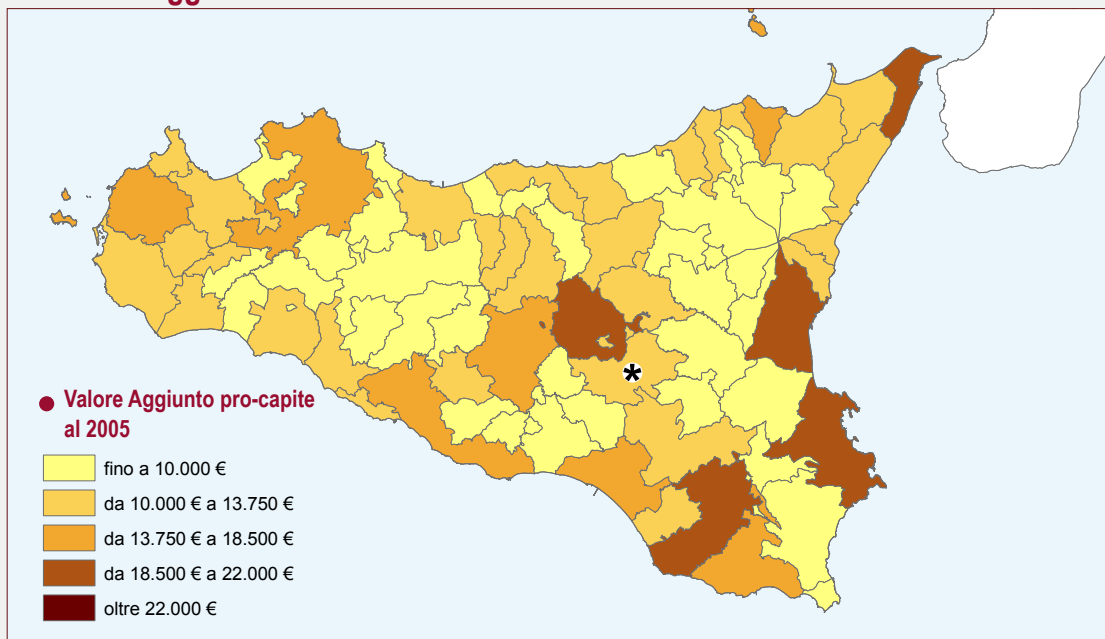 ● Valore Aggiunto pro-capite
al 2005
fino a 10.000 €
da 10.000 € a 13.750 €
da 13.750 € a 18.500 €
da 18.500 € a 22.000 €
oltre 22.000 €
*